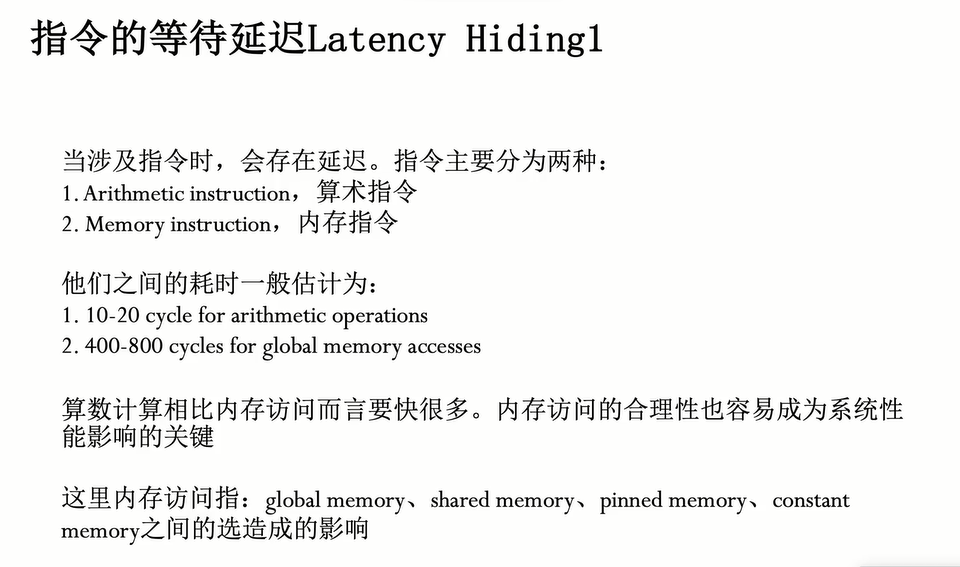 指令的等待延迟Latency Hiding1
当涉及指令时，会存在延迟。指令主要分为两种：
1. Arithmetic instruction，算术指令
2. Memory instruction，内存指令
他们之间的耗时一般估计为：
1. 10-20 cycle for arithmetic operations
2. 400-800 cycles for global memory accesses
算数计算相比内存访问而言要快很多。内存访问的合理性也容易成为系统性
能影响的关键
这里内存访问指：global memory、shared memory、pinned memory、constant
memory之间的选造成的影响